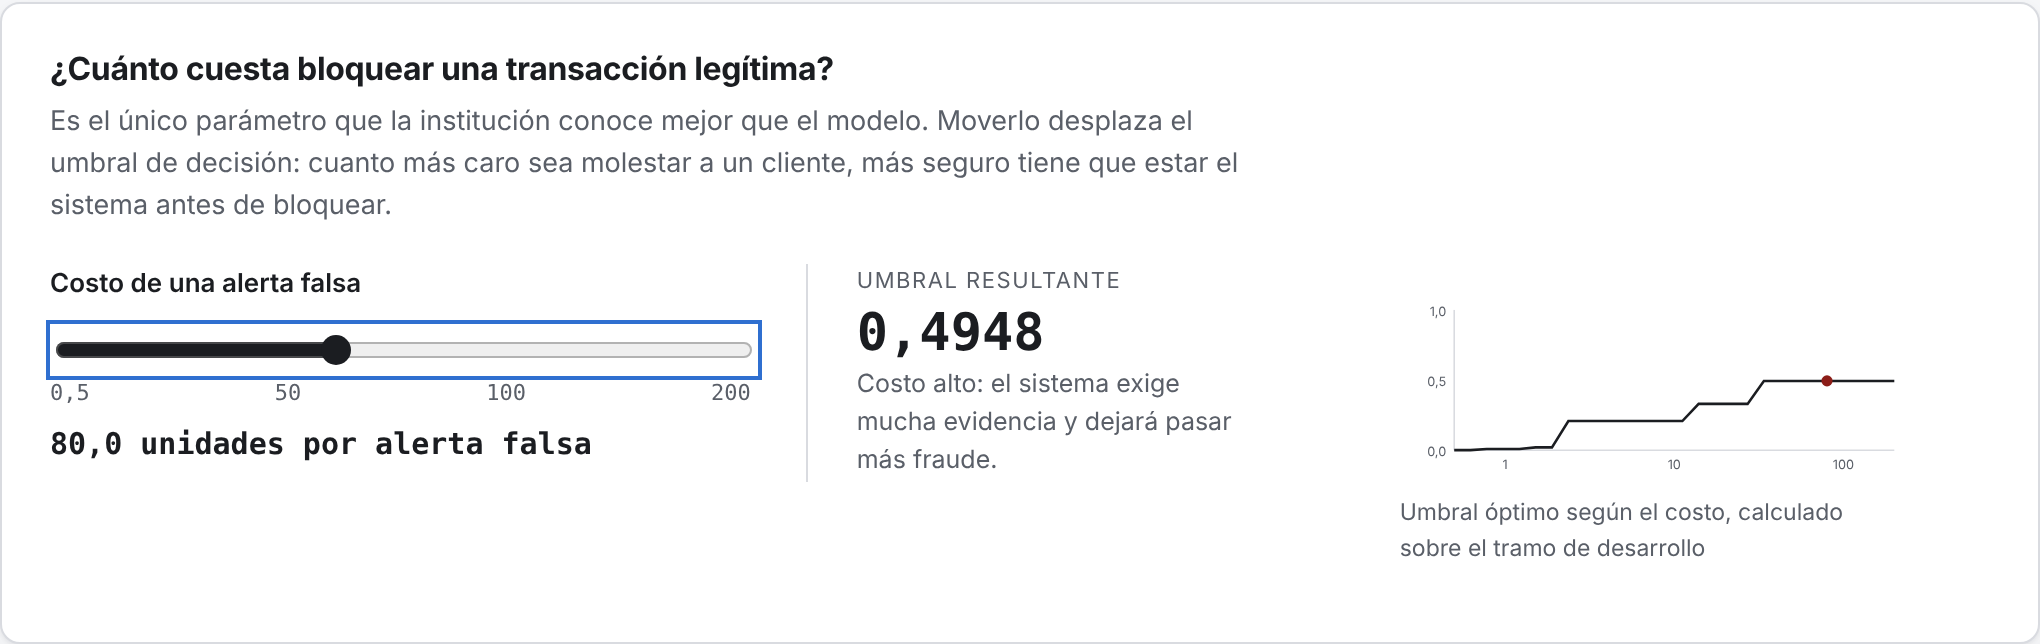 ¿Cuánto cuesta bloquear una transacción legítima?
Es el único parámetro que la institución conoce mejor que el modelo. Moverlo desplaza el
umbral de decisión: cuanto más caro sea molestar a un cliente, más seguro tiene que estar el
sistema antes de bloquear.
Costo de una alerta falsa
0,5 50 100 200
80,0 unidades por alerta falsa
UMBRAL RESULTANTE
0,4948
Costo alto: el sistema exige
mucha evidencia y dejará pasar
más fraude.
1,0
0,5
0,0
1 10 100
Umbral óptimo según el costo, calculado
sobre el tramo de desarrollo